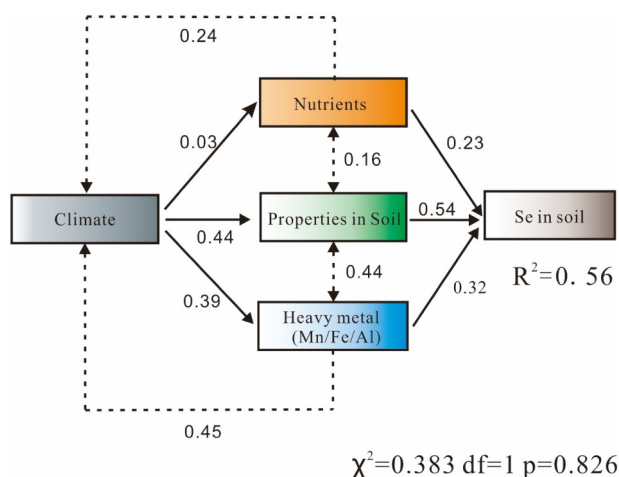 0.24
Nutrients
0.03
0.23
0.16
Climate
Properties in Soil
0.54
Se in soil
0.44
0.44
R²=0. 56
0.39
0.32
Heavy metal
(Mn/Fe/Al)
0.45
χ²=0.383 df=1 p=0.826